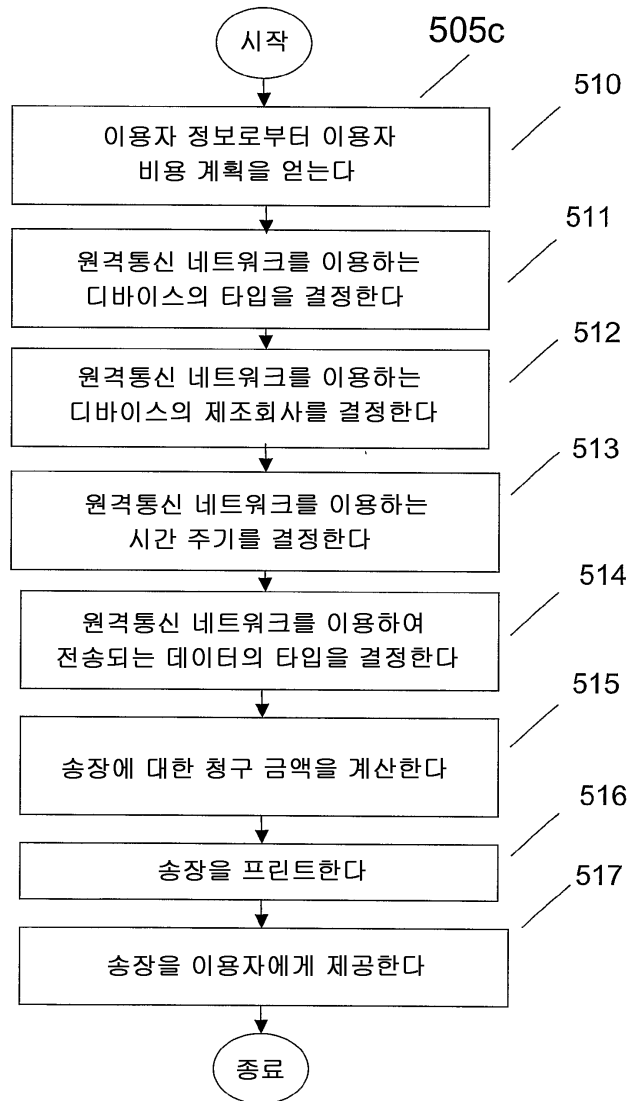 시작
505c
510
이용자 정보로부터 이용자
비용 계획을 얻는다
511
원격통신 네트워크를 이용하는
디바이스의 타입을 결정한다
512
원격통신 네트워크를 이용하는
디바이스의 제조회사를 결정한다
513
원격통신 네트워크를 이용하는
시간 주기를 결정한다
514
원격통신 네트워크를 이용하여
전송되는 데이터의 타입을 결정한다
515
송장에 대한 청구 금액을 계산한다
516
송장을 프린트한다
517
송장을 이용자에게 제공한다
종료